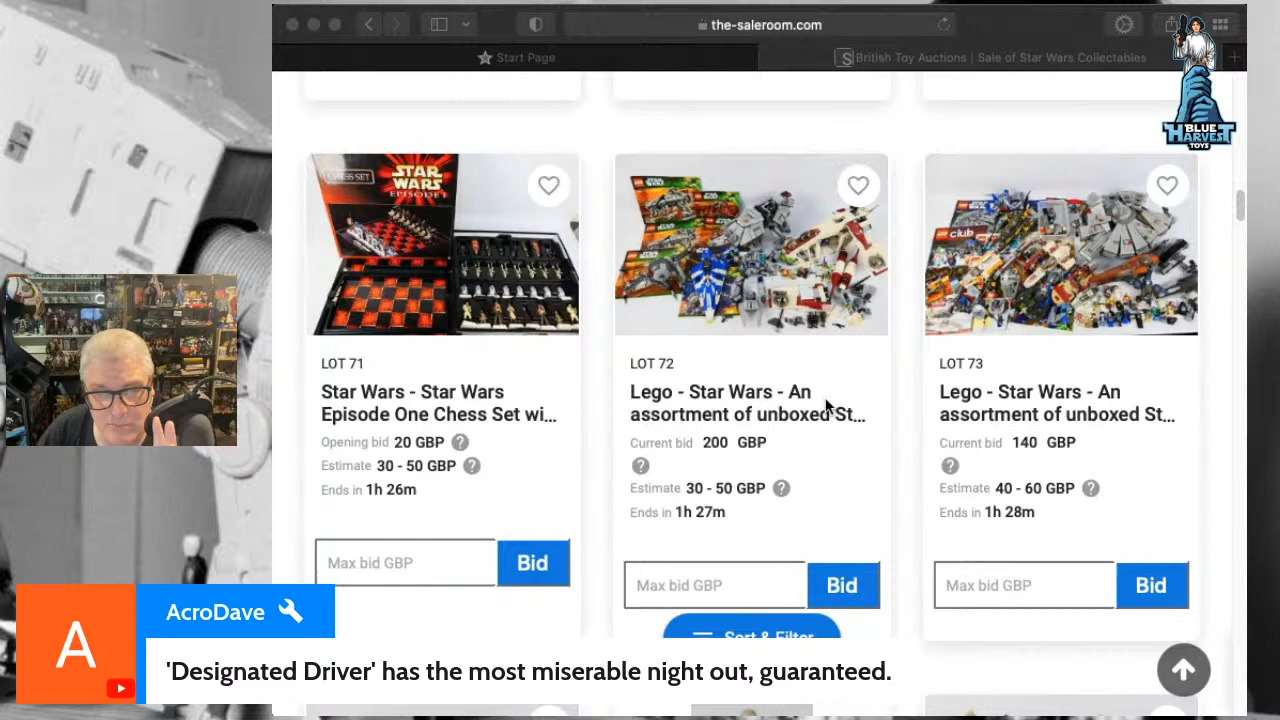 the-saleroom.com
Start Page
British Toy Auctions | Sale of Star Wars Collectables
BLUE
HARVEST
TOYS
CHESS SET
STAR
WARS
EPISODE I
STAR WARS
club
LOT 71
Star Wars - Star Wars
Episode One Chess Set wi...
Opening bid 20 GBP
Estimate 30 - 50 GBP
Ends in 1h 26m
Max bid GBP
Bid
LOT 72
Lego - Star Wars - An
assortment of unboxed St...
Current bid 200 GBP
Estimate 30 - 50 GBP
Ends in 1h 27m
Max bid GBP
Bid
LOT 73
Lego - Star Wars - An
assortment of unboxed St...
Current bid 140 GBP
Estimate 40 - 60 GBP
Ends in 1h 28m
Max bid GBP
Bid
Sort & Filter
A
AcroDave
'Designated Driver' has the most miserable night out, guaranteed.